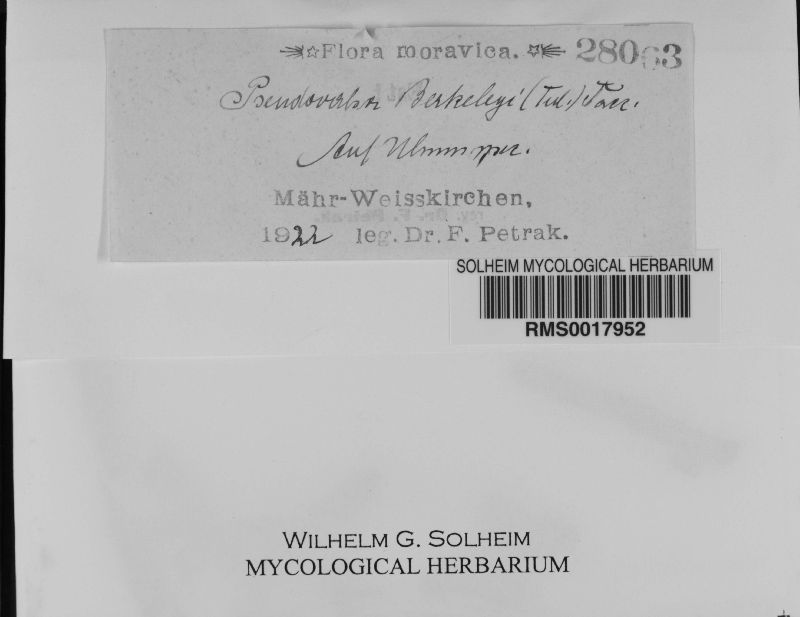 Flora moravica. 28063
Pseudovalsa Berkeleyi (Tul.) Sacc.
Auf Ulmus spec.
Mähr-Weisskirchen,
1922 leg. Dr. F. Petrak.
SOLHEIM MYCOLOGICAL HERBARIUM
RMS0017952
WILHELM G. SOLHEIM
MYCOLOGICAL HERBARIUM